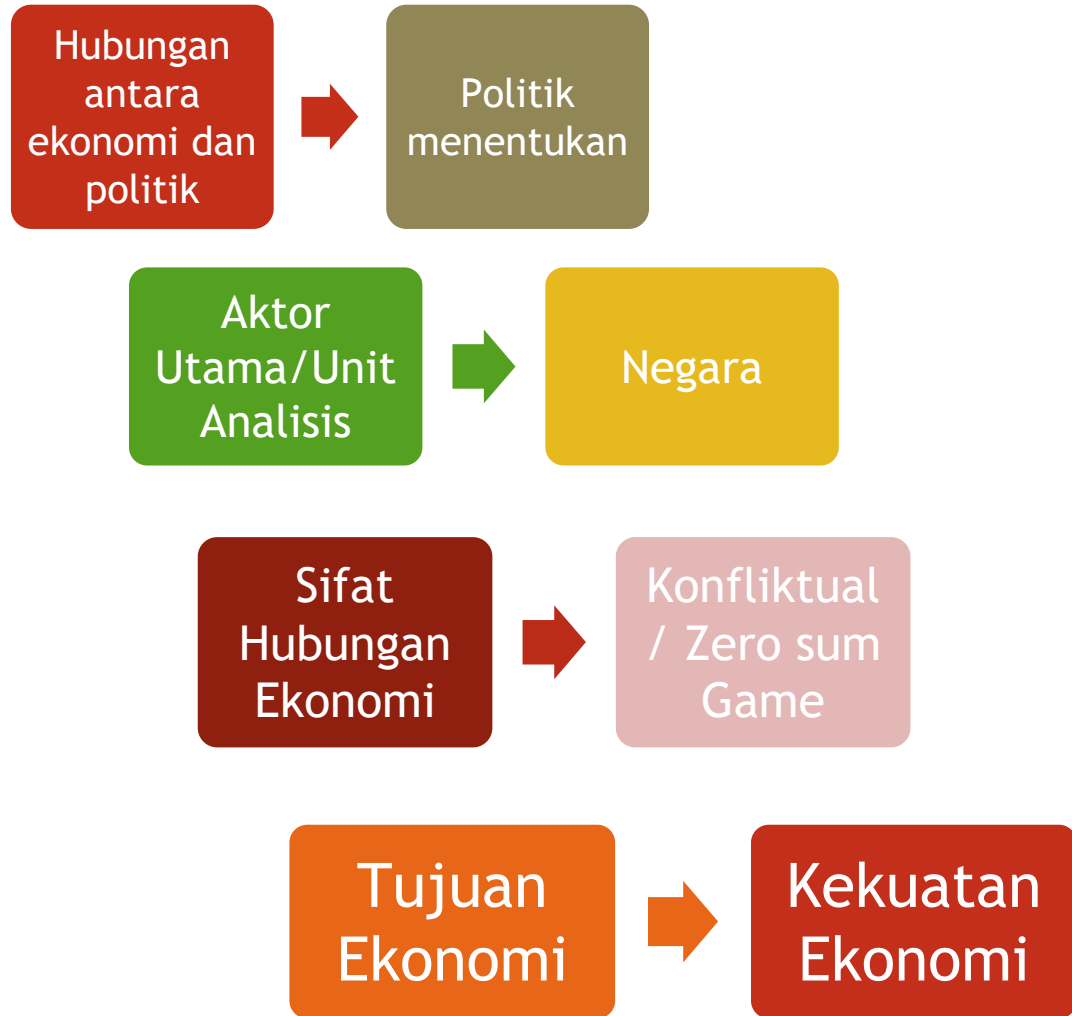 Hubungan
antara
ekonomi dan
politik
Politik
menentukan
Aktor
Utama/Unit
Analisis
Negara
Sifat
Hubungan
Ekonomi
Konfliktual
/ Zero sum
Game
Tujuan
Ekonomi
Kekuatan
Ekonomi